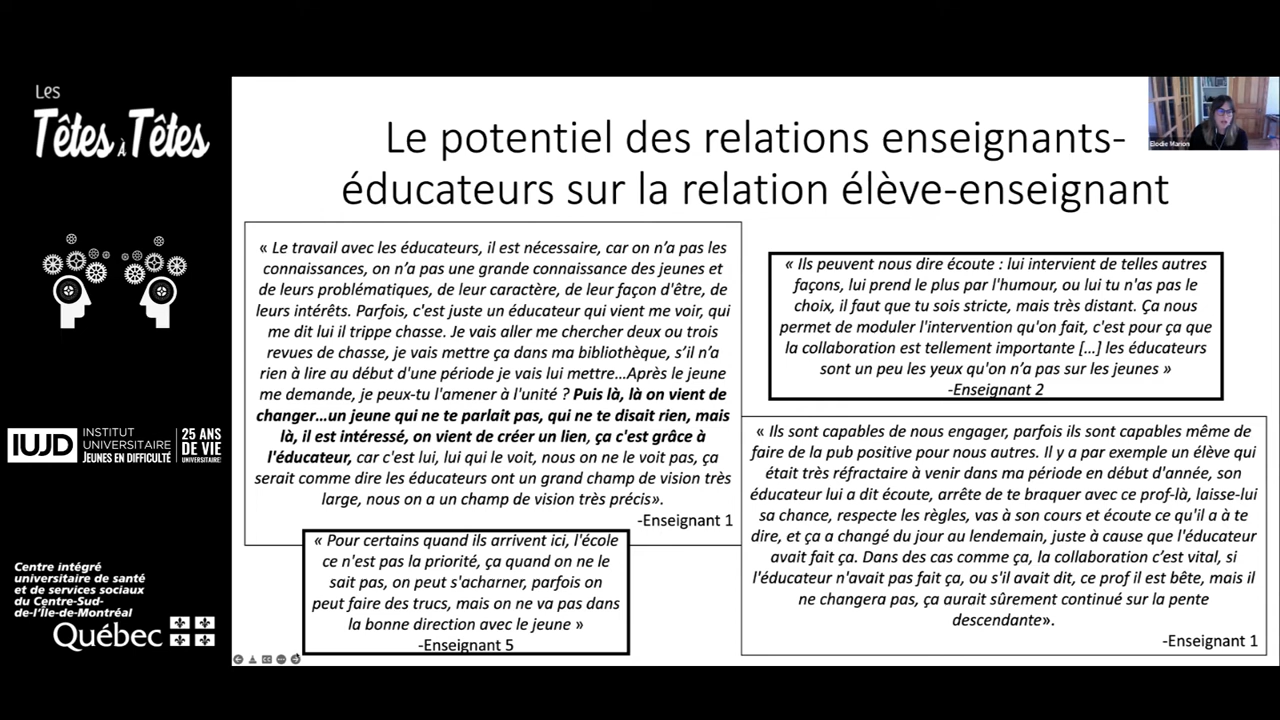 Les
Têtes à Têtes
IUJD
INSTITUT
UNIVERSITAIRE
JEUNES EN DIFFICULTÉ
25 ANS
DE VIE
UNIVERSITAIRE!
Centre intégré
universitaire de santé
et de services sociaux
du Centre-Sud-
de-l'Île-de-Montréal
Québec
Elodie Marion
Le potentiel des relations enseignants-
éducateurs sur la relation élève-enseignant
« Le travail avec les éducateurs, il est nécessaire, car on n’a pas les
connaissances, on n’a pas une grande connaissance des jeunes et
de leurs problématiques, de leur caractère, de leur façon d'être, de
leurs intérêts. Parfois, c'est juste un éducateur qui vient me voir, qui
me dit lui il trippe chasse. Je vais aller me chercher deux ou trois
revues de chasse, je vais mettre ça dans ma bibliothèque, s’il n’a
rien à lire au début d'une période je vais lui mettre…Après le jeune
me demande, je peux-tu l'amener à l'unité ? Puis là, là on vient de
changer…un jeune qui ne te parlait pas, qui ne te disait rien, mais
là, il est intéressé, on vient de créer un lien, ça c'est grâce à
l'éducateur, car c'est lui, lui qui le voit, nous on ne le voit pas, ça
serait comme dire les éducateurs ont un grand champ de vision très
large, nous on a un champ de vision très précis».
-Enseignant 1
« Pour certains quand ils arrivent ici, l'école
ce n'est pas la priorité, ça quand on ne le
sait pas, on peut s'acharner, parfois on
peut faire des trucs, mais on ne va pas dans
la bonne direction avec le jeune »
-Enseignant 5
« Ils peuvent nous dire écoute : lui intervient de telles autres
façons, lui prend le plus par l'humour, ou lui tu n'as pas le
choix, il faut que tu sois stricte, mais très distant. Ça nous
permet de moduler l'intervention qu'on fait, c'est pour ça que
la collaboration est tellement importante […] les éducateurs
sont un peu les yeux qu'on n’a pas sur les jeunes »
-Enseignant 2
« Ils sont capables de nous engager, parfois ils sont capables même de
faire de la pub positive pour nous autres. Il y a par exemple un élève qui
était très réfractaire à venir dans ma période en début d'année, son
éducateur lui a dit écoute, arrête de te braquer avec ce prof-là, laisse-lui
sa chance, respecte les règles, vas à son cours et écoute ce qu'il a à te
dire, et ça a changé du jour au lendemain, juste à cause que l'éducateur
avait fait ça. Dans des cas comme ça, la collaboration c’est vital, si
l'éducateur n'avait pas fait ça, ou s'il avait dit, ce prof il est bête, mais il
ne changera pas, ça aurait sûrement continué sur la pente
descendante».
-Enseignant 1